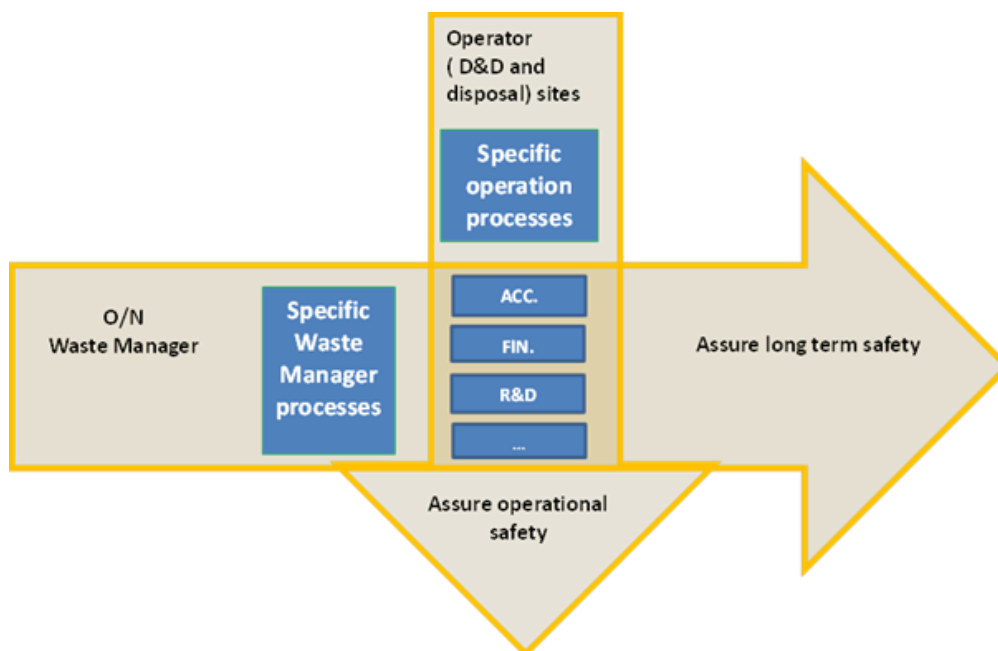 Operator
( D&D and
disposal) sites
Specific
operation
processes
O/N
Waste Manager
Specific
Waste
Manager
processes
ACC.
FIN.
R&D
...
Assure long term safety
Assure operational
safety